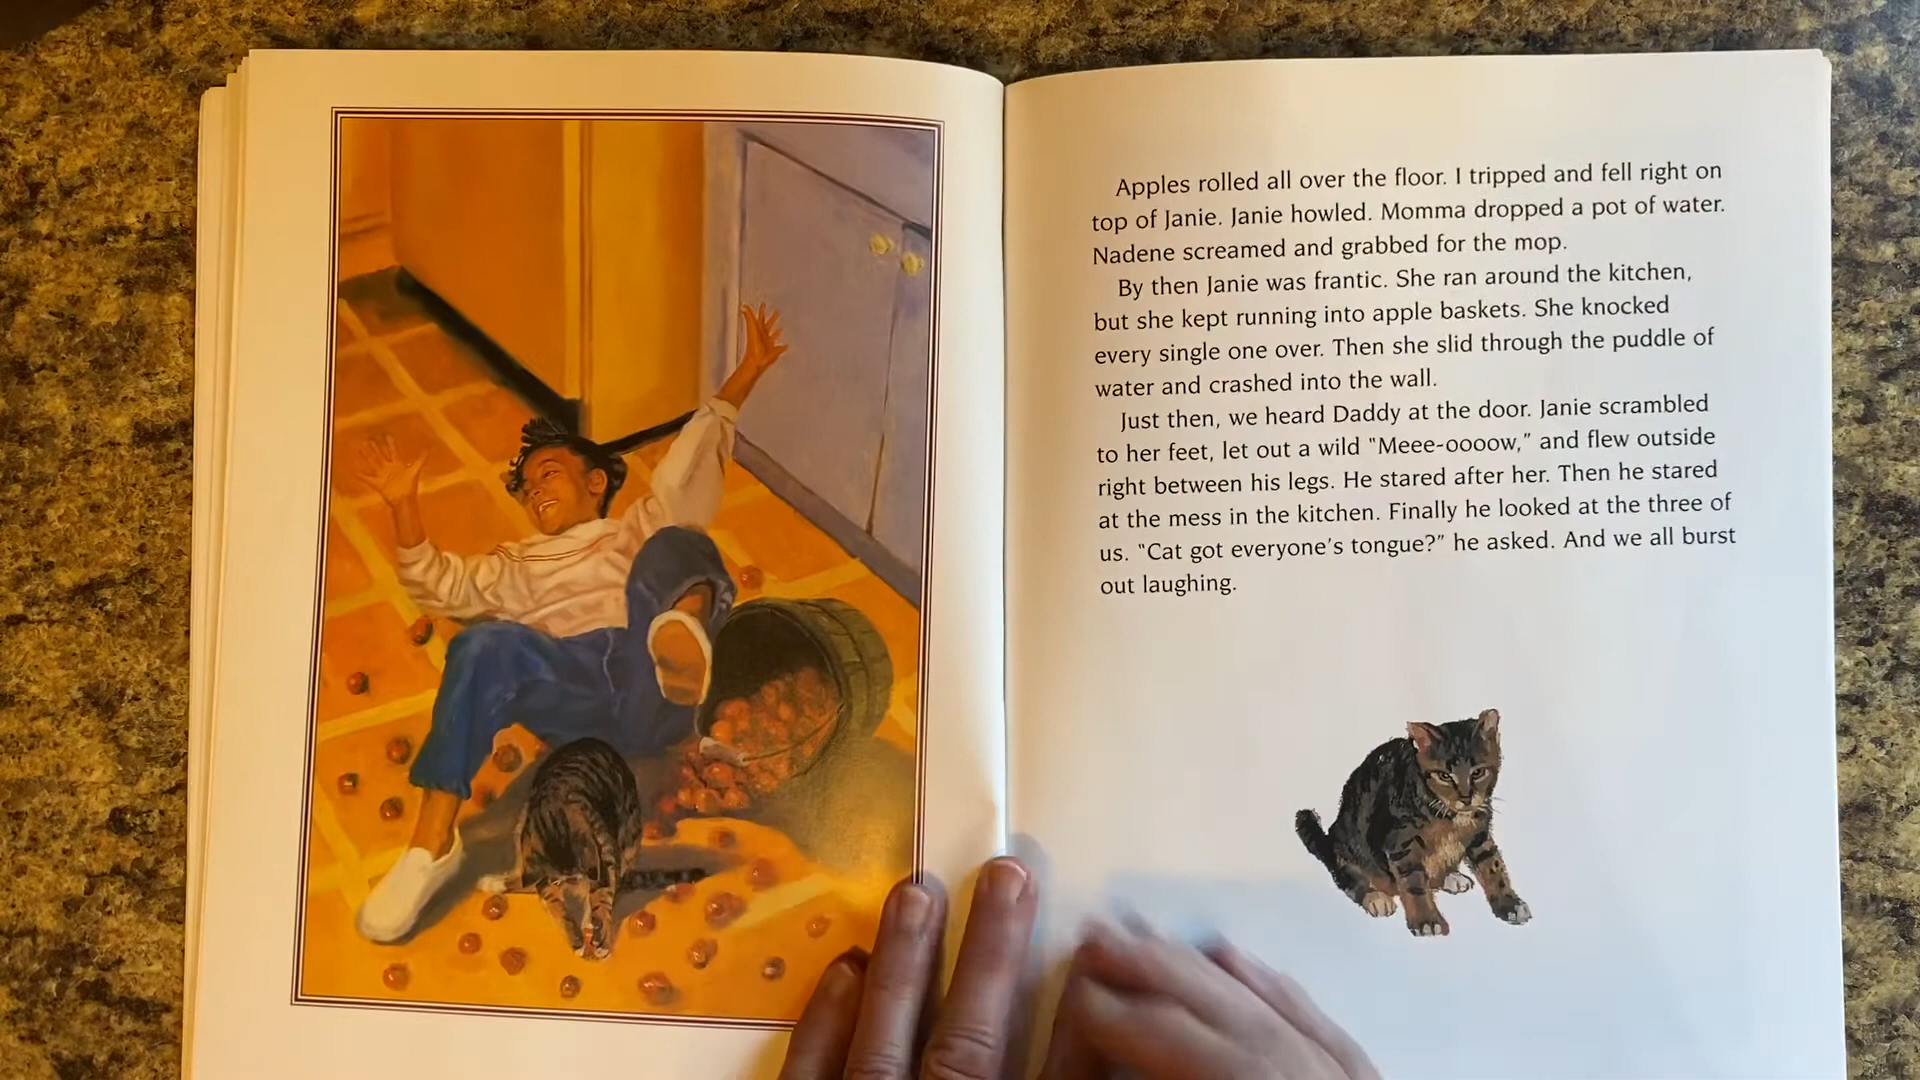 Apples rolled all over the floor. I tripped and fell right on
top of Janie. Janie howled. Momma dropped a pot of water.
Nadene screamed and grabbed for the mop.
By then Janie was frantic. She ran around the kitchen,
but she kept running into apple baskets. She knocked
every single one over. Then she slid through the puddle of
water and crashed into the wall.
Just then, we heard Daddy at the door. Janie scrambled
to her feet, let out a wild “Meee-oooow,” and flew outside
right between his legs. He stared after her. Then he stared
at the mess in the kitchen. Finally he looked at the three of
us. “Cat got everyone’s tongue?” he asked. And we all burst
out laughing.